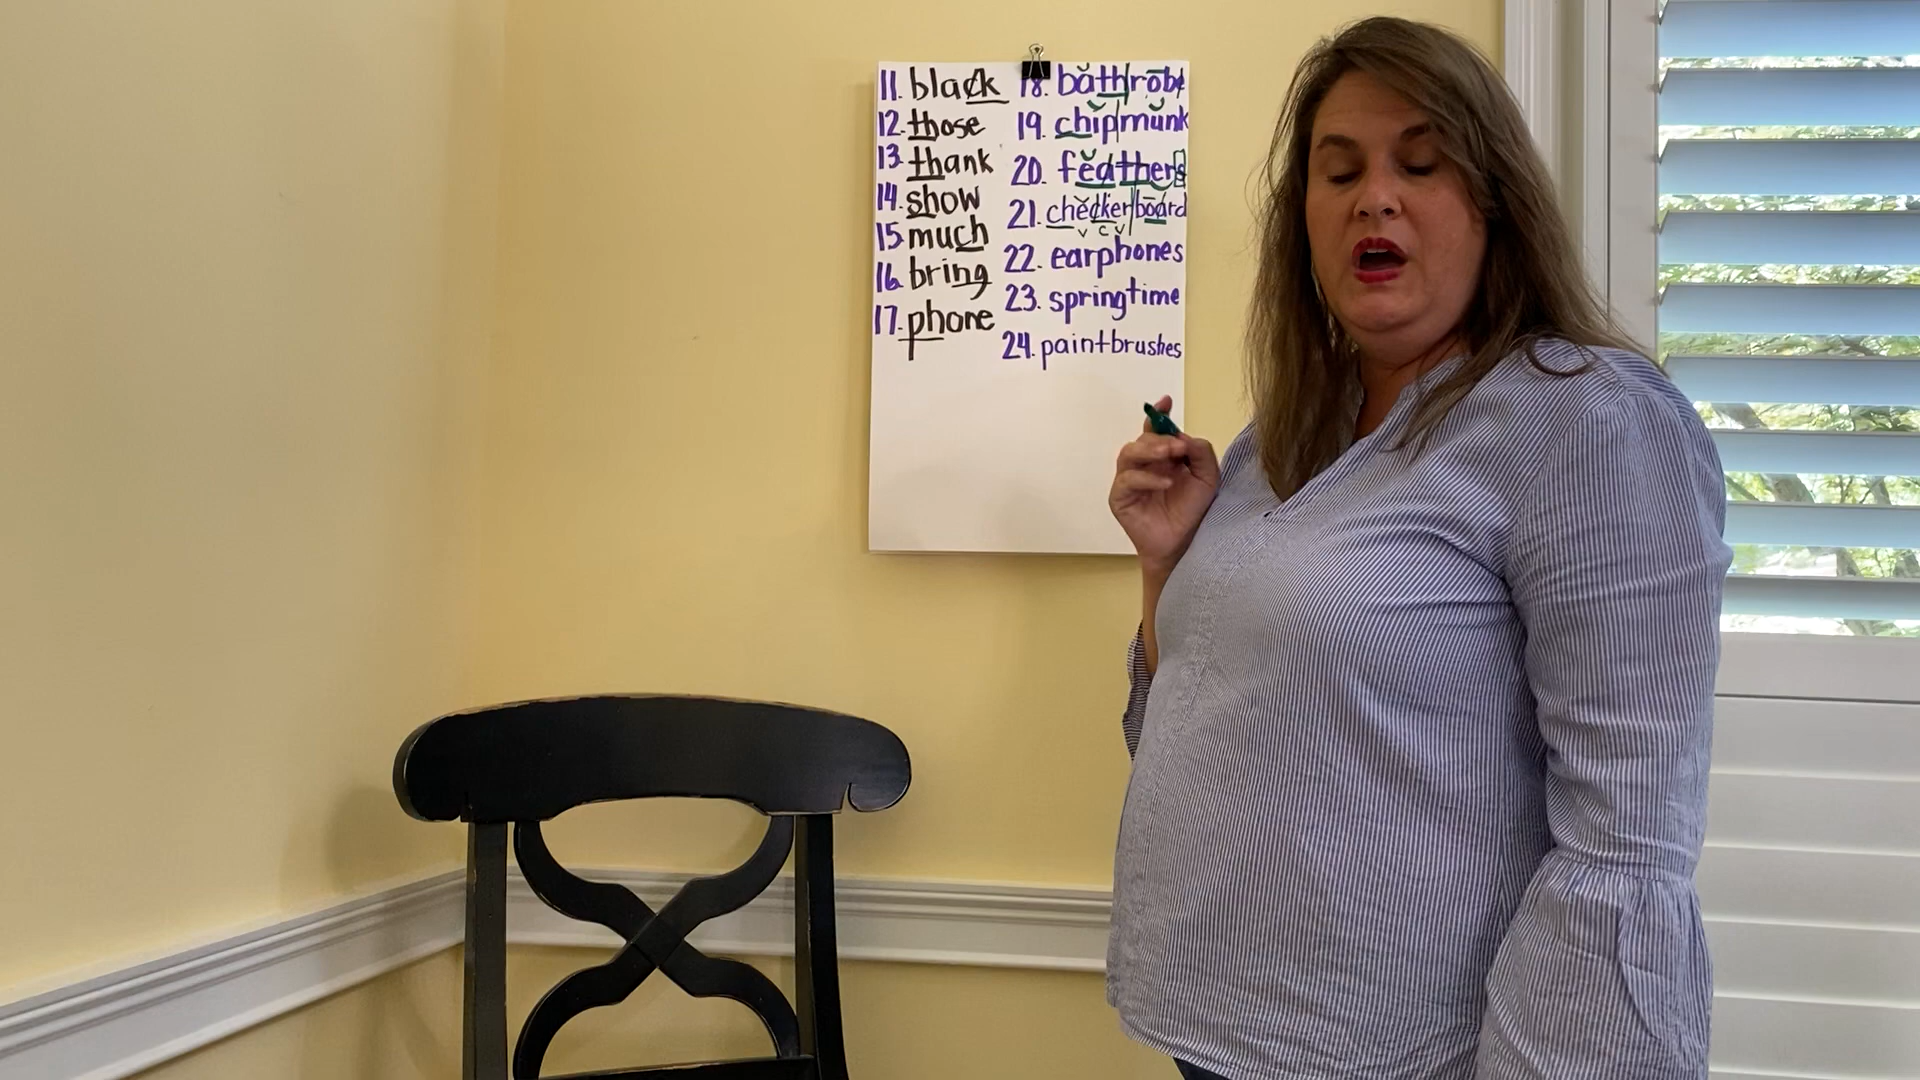 11. black
12. those
13. thank
14. show
15. much
16. bring
17. phone
18. bathrobe
19. chipmunk
20. feathers
21. checkerboard
v c v
22. earphones
23. springtime
24. paintbrushes